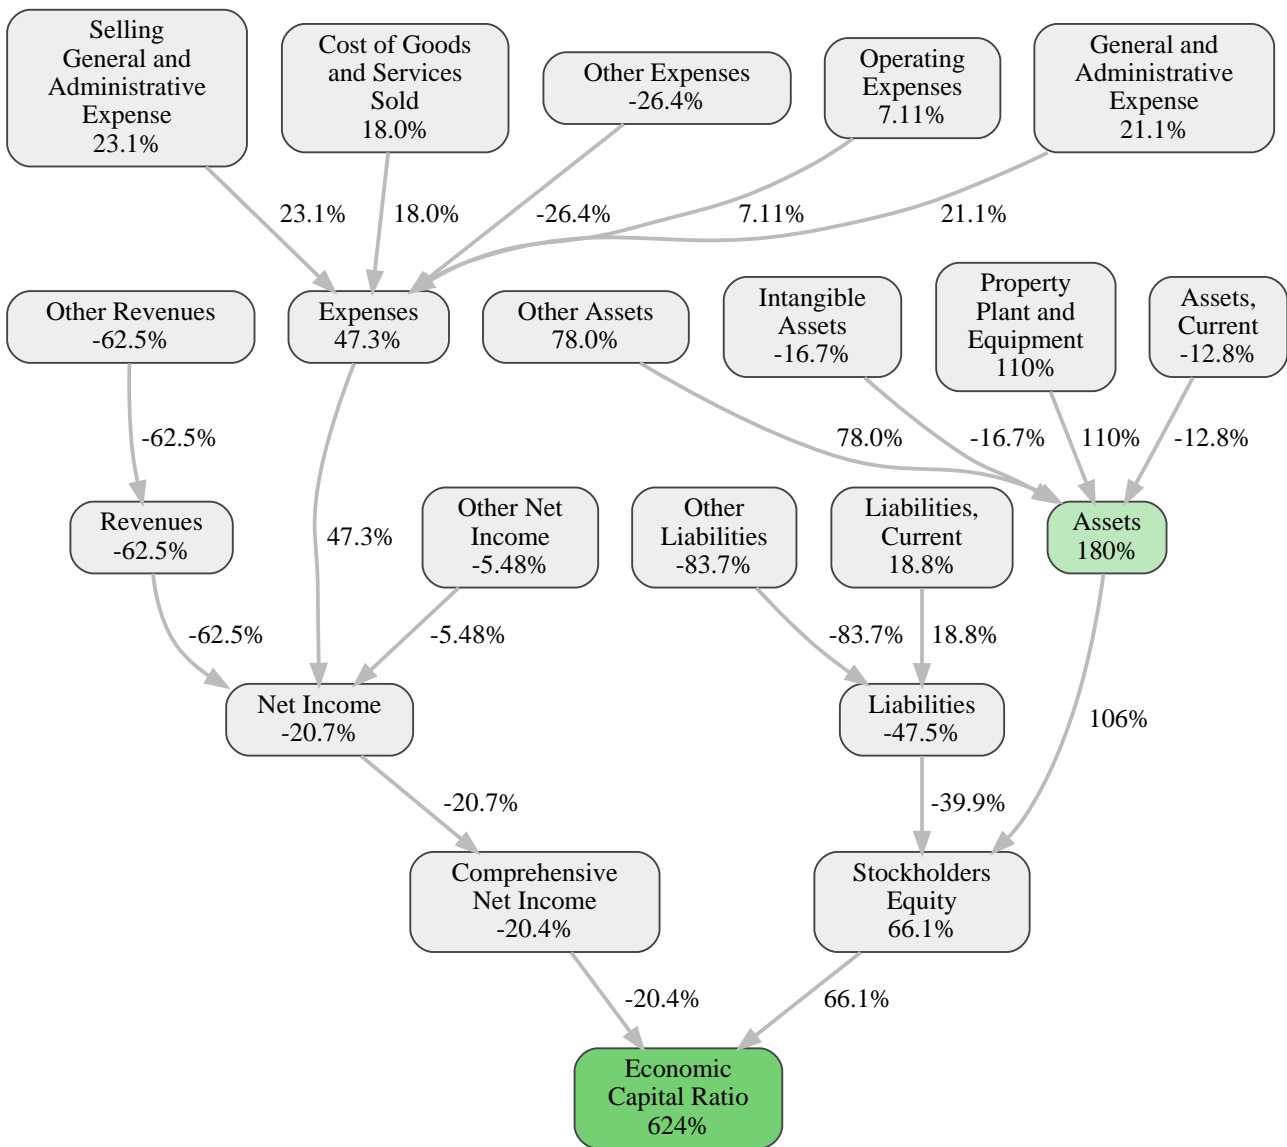 Selling
General and
Administrative
Expense
23.1%
Cost of Goods
and Services
Sold
18.0%
Other Expenses
-26.4%
Operating
Expenses
7.11%
General and
Administrative
Expense
21.1%
23.1%
18.0%
-26.4%
7.11%
21.1%
Other Revenues
-62.5%
Expenses
47.3%
Other Assets
78.0%
Intangible
Assets
-16.7%
Property
Plant and
Equipment
110%
Assets,
Current
-12.8%
-62.5%
78.0%
-16.7%
110%
-12.8%
Revenues
-62.5%
47.3%
Other Net
Income
-5.48%
Other
Liabilities
-83.7%
Liabilities,
Current
18.8%
Assets
180%
-62.5%
-5.48%
-83.7%
18.8%
Net Income
-20.7%
Liabilities
-47.5%
106%
-20.7%
-39.9%
Comprehensive
Net Income
-20.4%
Stockholders
Equity
66.1%
-20.4%
66.1%
Economic
Capital Ratio
624%